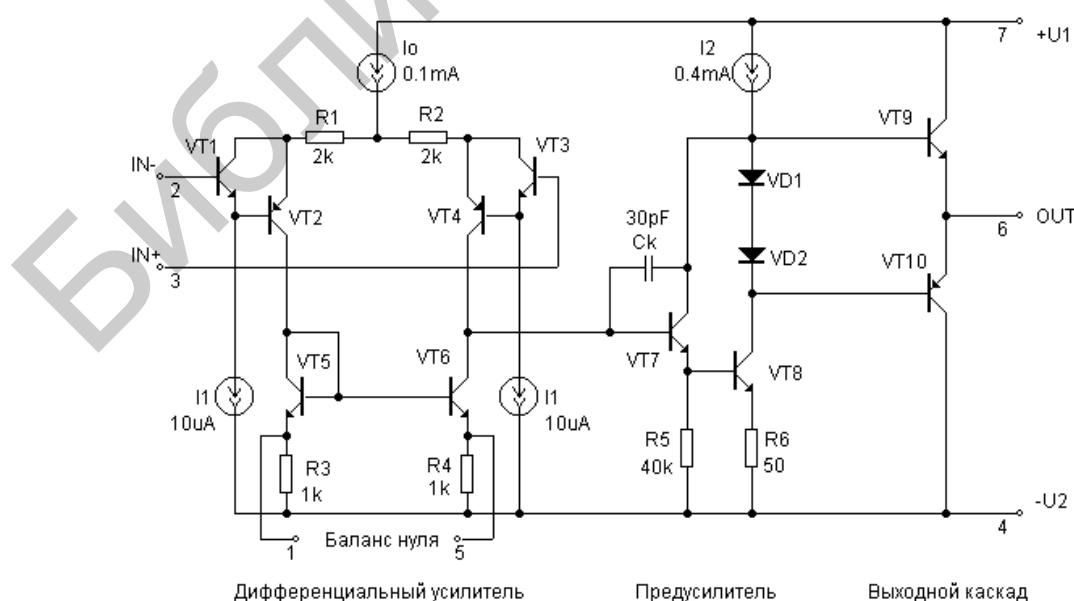 Библи
Io
0.1mA
I2
0.4mA
7
+U1
R1
2k
R2
2k
VT1
VT3
VT9
IN-
2
VT2
VT4
VD1
30pF
Ck
6
OUT
IN+
3
VD2
VT10
VT5
VT6
VT7
VT8
I1
10uA
I1
10uA
R3
1k
R4
1k
R5
40k
R6
50
-U2
4
1
Баланс нуля
5
Дифференциальный усилитель
Предусилитель
Выходной каскад